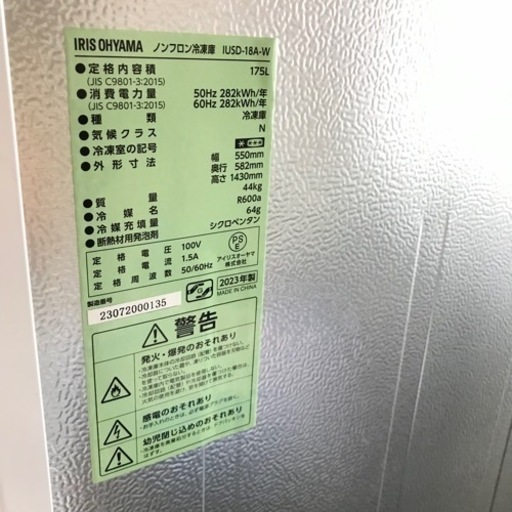 IRIS OHYAMA ノンフロン冷凍庫 IUSD-18A-W
●定格内容積 175L
(JIS C9801-3:2015)
●消費電力量 50Hz 282kWh/年
(JIS C9801-3:2015) 60Hz 282kWh/年
●種類 冷凍庫
●気候クラス N
●冷凍室の記号
●外形寸法 幅 550mm
奥行 582mm
高さ 1430mm
●質量 44kg
●冷媒名 R600a
●冷媒充填量 64g
●断熱材用発泡剤 シクロペンタン
定格電圧 100V
定格電流 1.5A
定格周波数 50/60Hz
PS
E
アイリスオーヤマ
株式会社
製造番号
23072000135
2023年製
MADE IN CHINA
警告
発火・爆発のおそれあり
感電のおそれあり
幼児閉じ込めのおそれあり